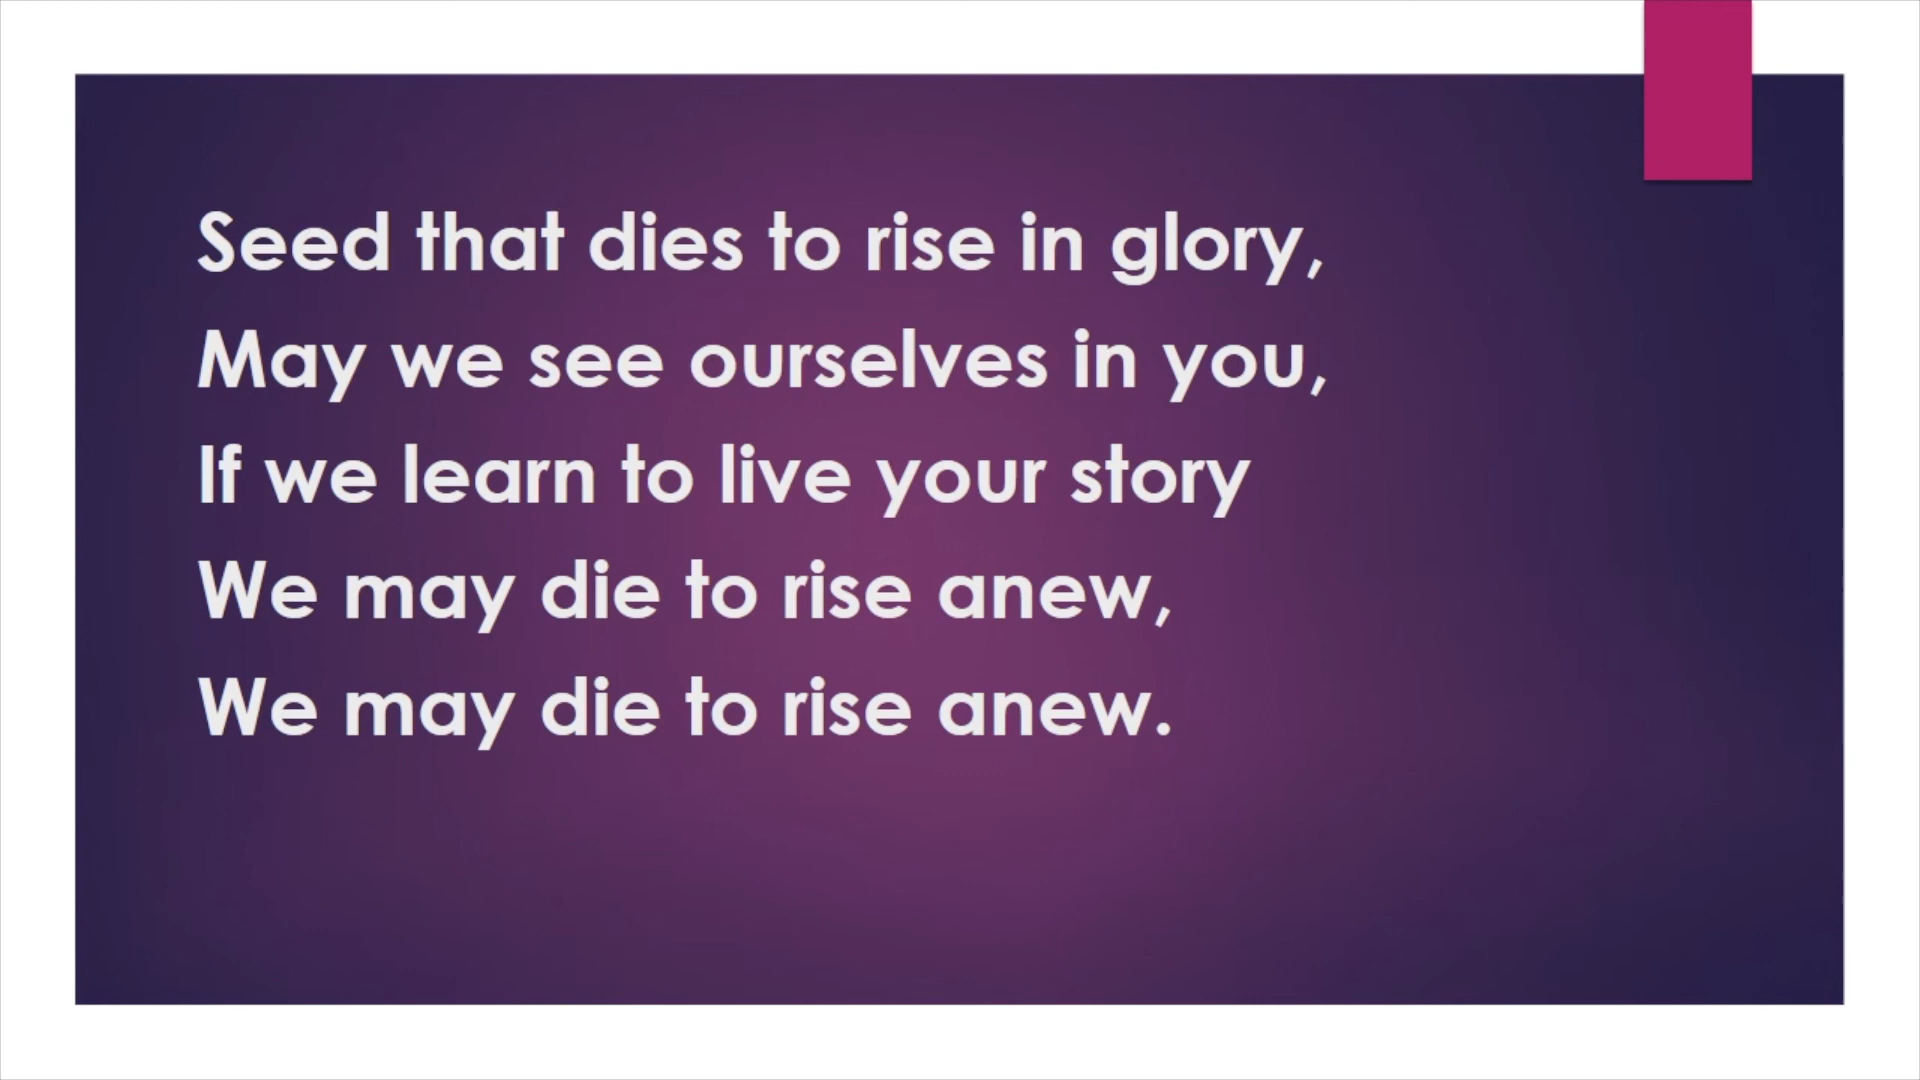 Seed that dies to rise in glory,
May we see ourselves in you,
If we learn to live your story
We may die to rise anew,
We may die to rise anew.